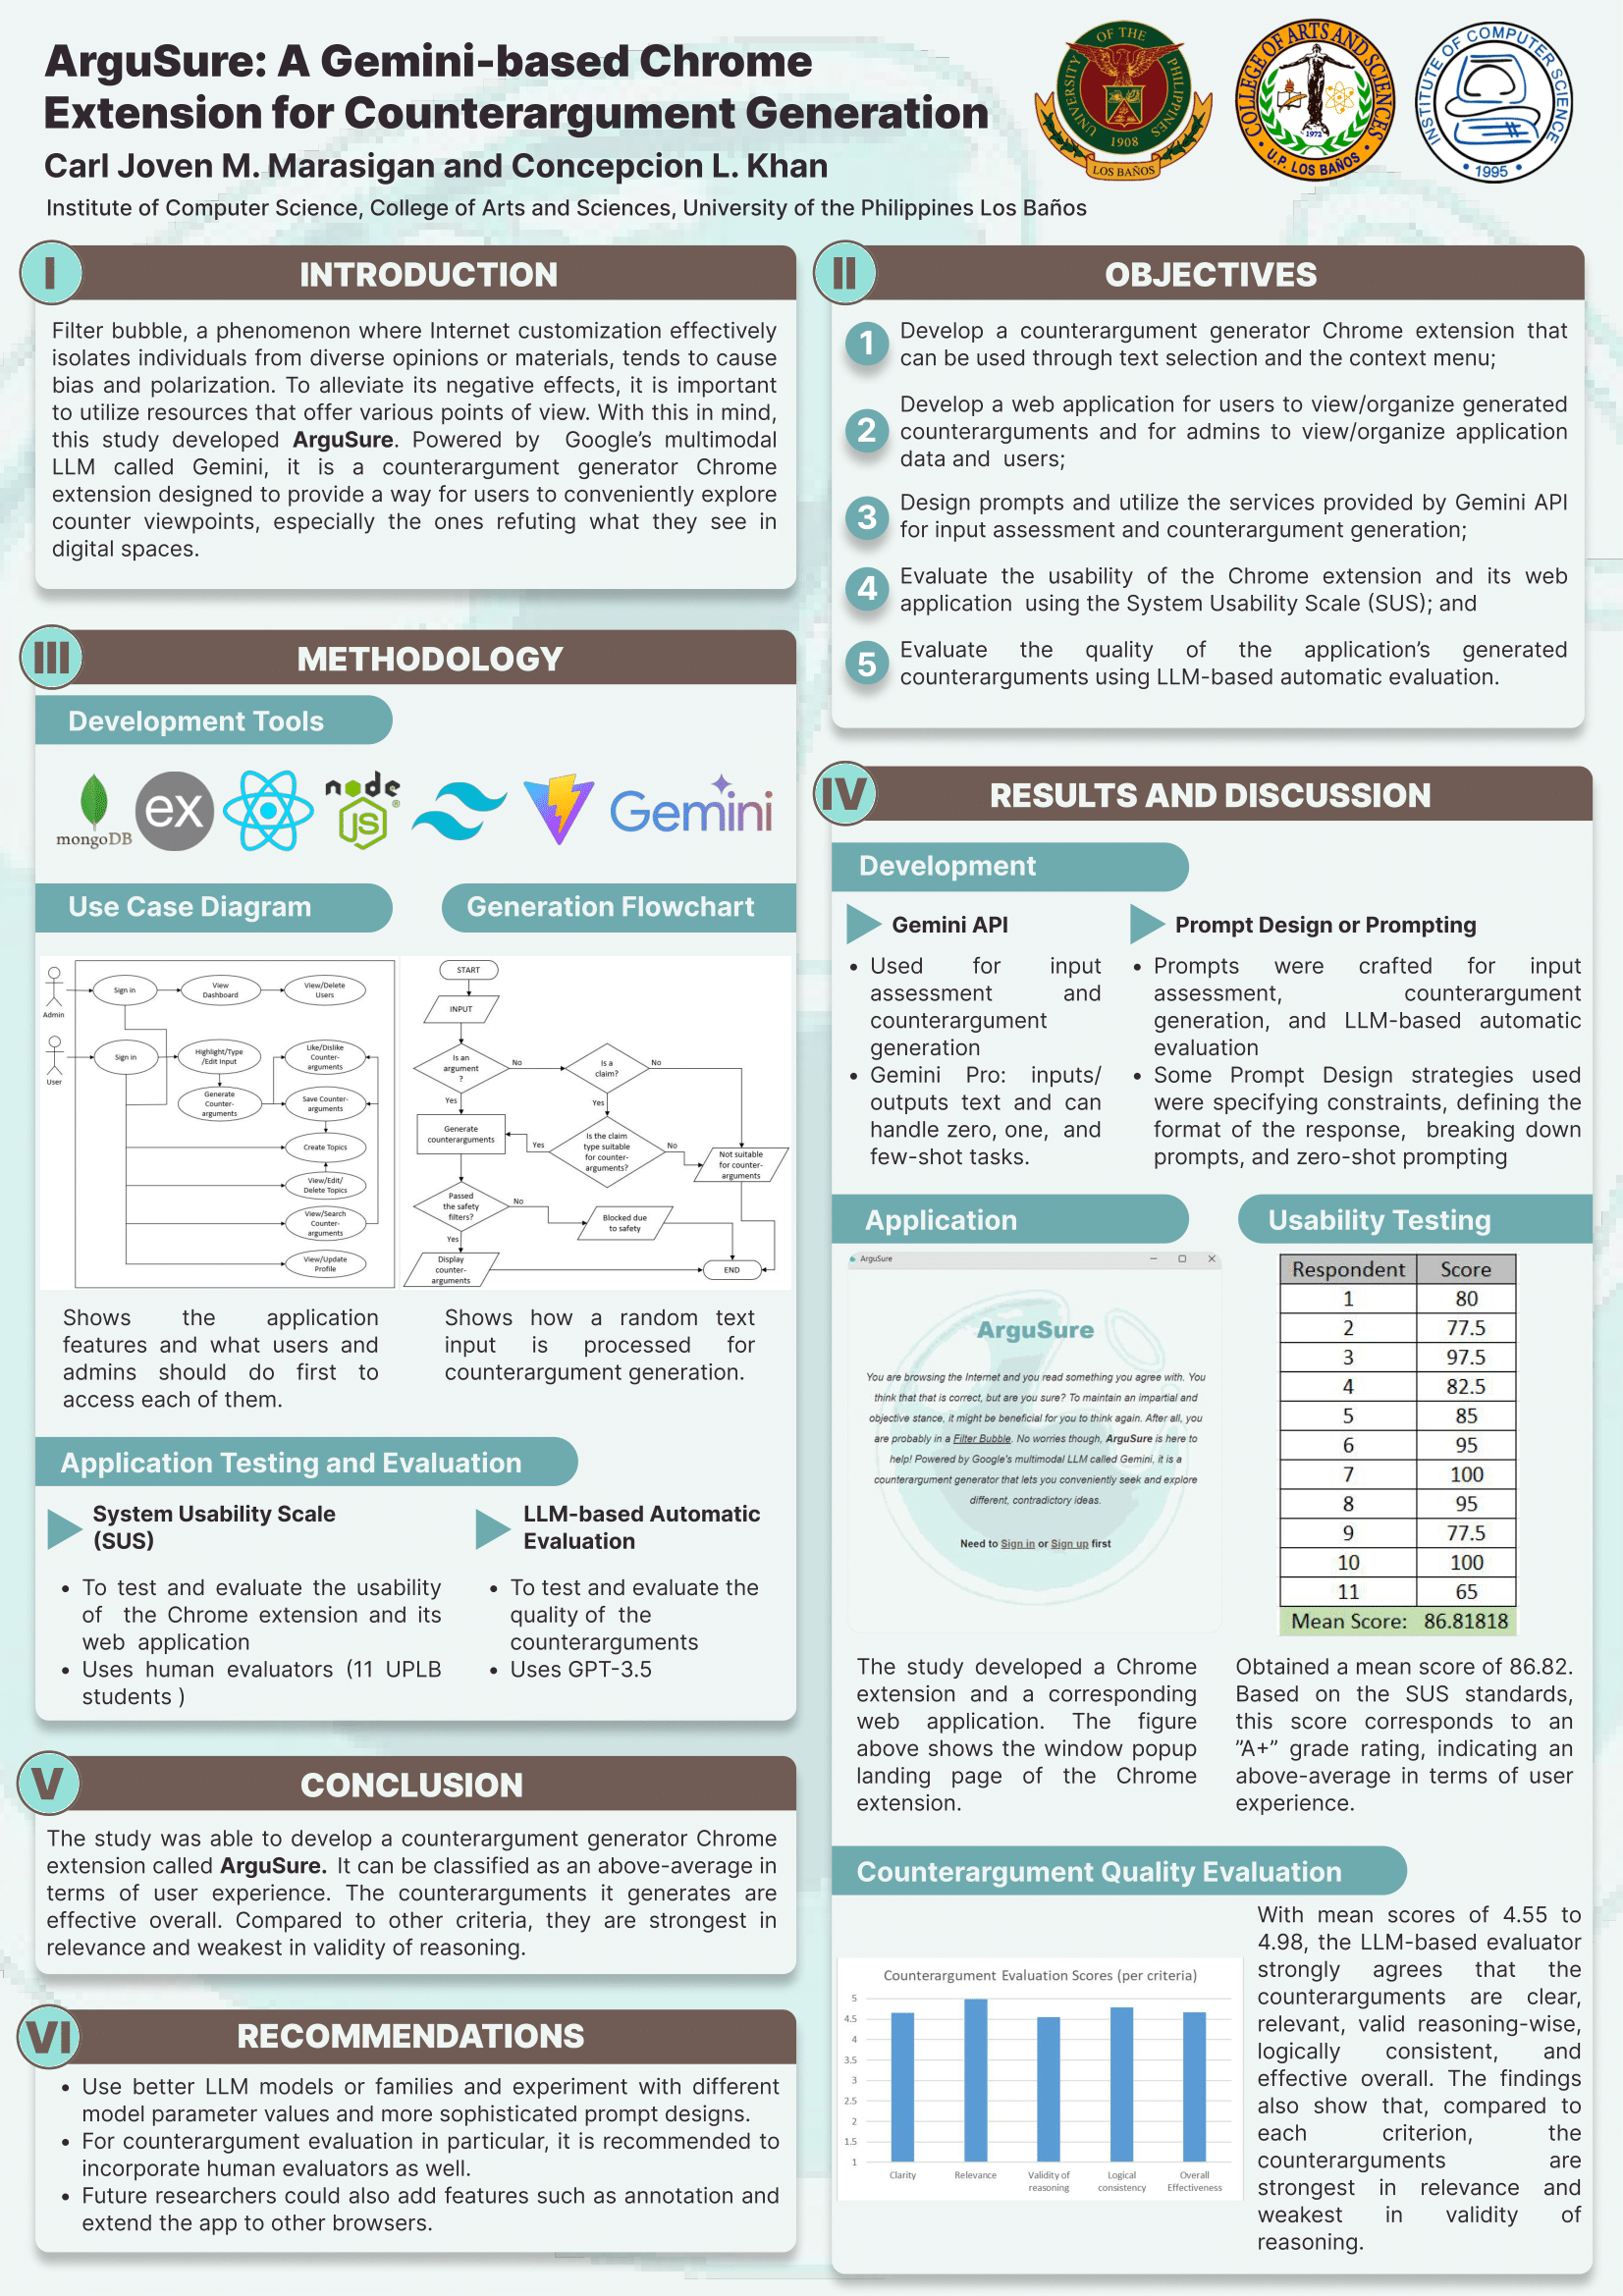 ArguSure: A Gemini-based Chrome
Extension for Counterargument Generation
Carl Joven M. Marasigan and Concepcion L. Khan
Institute of Computer Science, College of Arts and Sciences, University of the Philippines Los Baños
UNIVERSITY OF THE PHILIPPINES
1908
LOS BAÑOS
COLLEGE OF ARTS AND SCIENCES
1972
U.P. LOS BAÑOS
INSTITUTE OF COMPUTER SCIENCE
• 1995 •
I
INTRODUCTION
Filter bubble, a phenomenon where Internet customization effectively
isolates individuals from diverse opinions or materials, tends to cause
bias and polarization. To alleviate its negative effects, it is important
to utilize resources that offer various points of view. With this in mind,
this study developed ArguSure. Powered by Google's multimodal
LLM called Gemini, it is a counterargument generator Chrome
extension designed to provide a way for users to conveniently explore
counter viewpoints, especially the ones refuting what they see in
digital spaces.
II
OBJECTIVES
1
Develop a counterargument generator Chrome extension that
can be used through text selection and the context menu;
2
Develop a web application for users to view/organize generated
counterarguments and for admins to view/organize application
data and users;
3
Design prompts and utilize the services provided by Gemini API
for input assessment and counterargument generation;
4
Evaluate the usability of the Chrome extension and its web
application using the System Usability Scale (SUS); and
5
Evaluate the quality of the application's generated
counterarguments using LLM-based automatic evaluation.
III
METHODOLOGY
Development Tools
mongoDB
ex
node
JS
Gemini
Use Case Diagram
Admin
User
Sign in
View
Dashboard
View/Delete
Users
Sign in
Highlight/Type
/Edit Input
Like/Dislike
Counter-
arguments
Generate
Counter-
arguments
Save Counter-
arguments
Create Topics
View/Edit/
Delete Topics
View/Search
Counter-
arguments
View/Update
Profile
Shows the application
features and what users and
admins should do first to
access each of them.
Generation Flowchart
START
INPUT
Is an
argument
?
No
Is a
claim?
No
Yes
Yes
Generate
counterarguments
Yes
Is the claim
type suitable
for counter-
arguments?
No
Not suitable
for counter-
arguments
Passed
the safety
filters?
No
Blocked due
to safety
Yes
Display
counter-
arguments
END
Shows how a random text
input is processed for
counterargument generation.
Application Testing and Evaluation
System Usability Scale
(SUS)
• To test and evaluate the usability
of the Chrome extension and its
web application
• Uses human evaluators (11 UPLB
students )
LLM-based Automatic
Evaluation
• To test and evaluate the
quality of the
counterarguments
• Uses GPT-3.5
IV
RESULTS AND DISCUSSION
Development
Gemini API
• Used for input
assessment and
counterargument
generation
• Gemini Pro: inputs/
outputs text and can
handle zero, one, and
few-shot tasks.
Prompt Design or Prompting
• Prompts were crafted for input
assessment, counterargument
generation, and LLM-based automatic
evaluation
• Some Prompt Design strategies used
were specifying constraints, defining the
format of the response, breaking down
prompts, and zero-shot prompting
Application
ArguSure
ArguSure
You are browsing the Internet and you read something you agree with. You
think that that is correct, but are you sure? To maintain an impartial and
objective stance, it might be beneficial for you to think again. After all, you
are probably in a Filter Bubble. No worries though, ArguSure is here to
help! Powered by Google's multimodal LLM called Gemini, it is a
counterargument generator that lets you conveniently seek and explore
different, contradictory ideas.
Need to Sign in or Sign up first
The study developed a Chrome
extension and a corresponding
web application. The figure
above shows the window popup
landing page of the Chrome
extension.
Usability Testing
Respondent Score
1 80
2 77.5
3 97.5
4 82.5
5 85
6 95
7 100
8 95
9 77.5
10 100
11 65
Mean Score: 86.81818
Obtained a mean score of 86.82.
Based on the SUS standards,
this score corresponds to an
"A+" grade rating, indicating an
above-average in terms of user
experience.
Counterargument Quality Evaluation
Counterargument Evaluation Scores (per criteria)
5
4.5
4
3.5
3
2.5
2
1.5
1
Clarity
Relevance
Validity of
reasoning
Logical
consistency
Overall
Effectiveness
With mean scores of 4.55 to
4.98, the LLM-based evaluator
strongly agrees that the
counterarguments are clear,
relevant, valid reasoning-wise,
logically consistent, and
effective overall. The findings
also show that, compared to
each criterion, the
counterarguments are
strongest in relevance and
weakest in validity of
reasoning.
V
CONCLUSION
The study was able to develop a counterargument generator Chrome
extension called ArguSure. It can be classified as an above-average in
terms of user experience. The counterarguments it generates are
effective overall. Compared to other criteria, they are strongest in
relevance and weakest in validity of reasoning.
VI
RECOMMENDATIONS
• Use better LLM models or families and experiment with different
model parameter values and more sophisticated prompt designs.
• For counterargument evaluation in particular, it is recommended to
incorporate human evaluators as well.
• Future researchers could also add features such as annotation and
extend the app to other browsers.